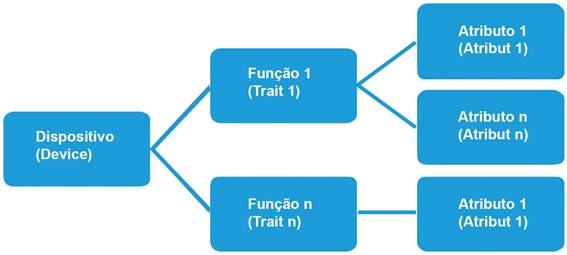 Dispositivo
(Device)
Função 1
(Trait 1)
Atributo 1
(Atribut 1)
Atributo n
(Atribut n)
Função n
(Trait n)
Atributo 1
(Atribut 1)